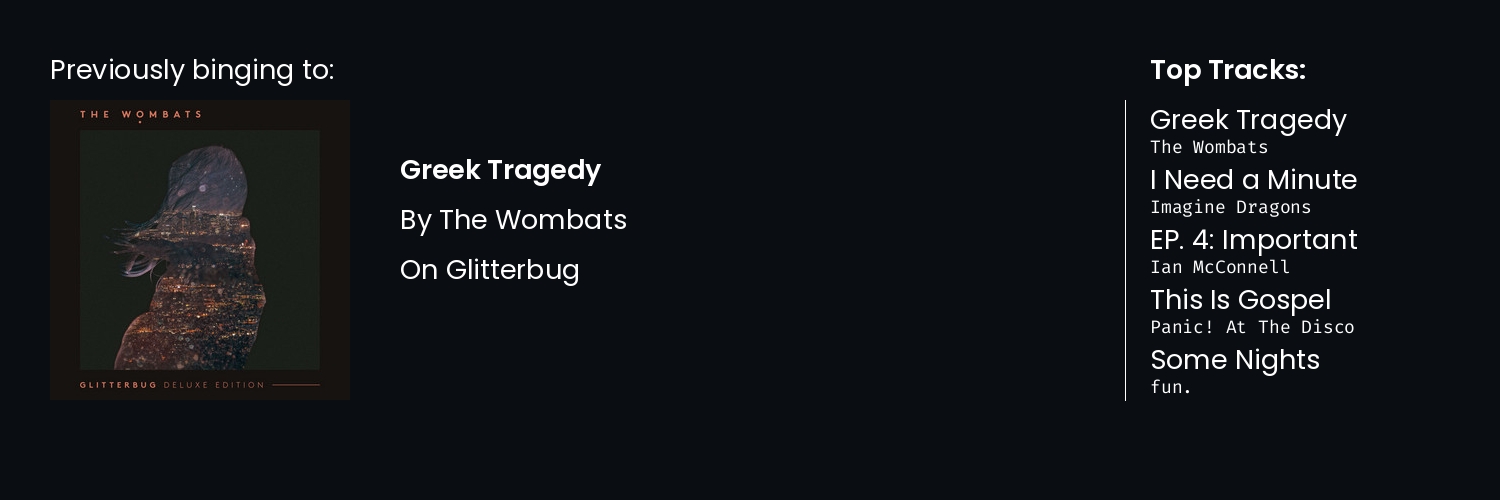 Previously binging to:
THE WOMBATS
GLITTERBUG DELUXE EDITION
Greek Tragedy
By The Wombats
On Glitterbug
Top Tracks:
Greek Tragedy
The Wombats
I Need a Minute
Imagine Dragons
EP. 4: Important
Ian McConnell
This Is Gospel
Panic! At The Disco
Some Nights
fun.